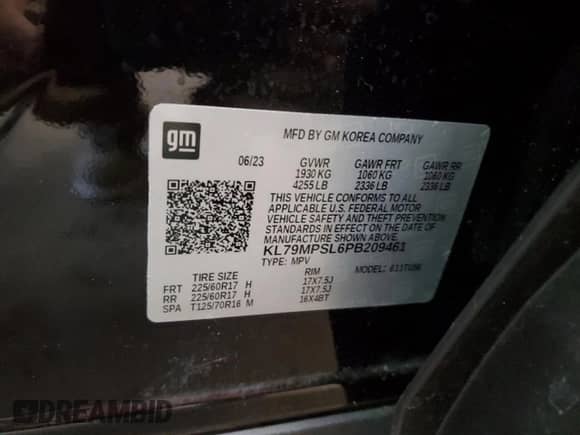 gm
MFD BY GM KOREA COMPANY
06/23 GVWR GAWR FRT GAWR RR
1930 KG 1060 KG 1060 KG
4255 LB 2336 LB 2336 LB
THIS VEHICLE CONFORMS TO ALL
APPLICABLE U.S. FEDERAL MOTOR
VEHICLE SAFETY AND THEFT PREVENTION
STANDARDS IN EFFECT ON THE DATE OF
MANUFACTURE SHOWN ABOVE.
KL79MPSL6PB209461
TYPE: MPV MODEL:
TIRE SIZE RIM
FRT 225/60R17 H 17X7.5J
RR 225/60R17 H 17X7.5J
SPA T125/70R16 M 16X4BT
DREAMBID